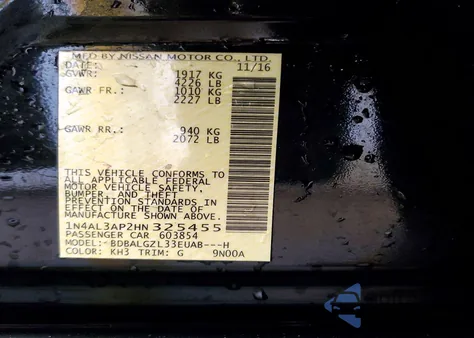 MFD BY NISSAN MOTOR CO., LTD.
DATE: 11/16
GVWR: 1917 KG
4226 LB
GAWR FR.: 1010 KG
2227 LB
GAWR RR.: 940 KG
2072 LB
THIS VEHICLE CONFORMS TO
ALL APPLICABLE FEDERAL
MOTOR VEHICLE SAFETY,
BUMPER, AND THEFT
PREVENTION STANDARDS IN
EFFECT ON THE DATE OF
MANUFACTURE SHOWN ABOVE.
1N4AL3AP2HN 325455
PASSENGER CAR 603854
MODEL: BDBALGZL33EUAB---H
COLOR: KH3 TRIM: G 9N00A